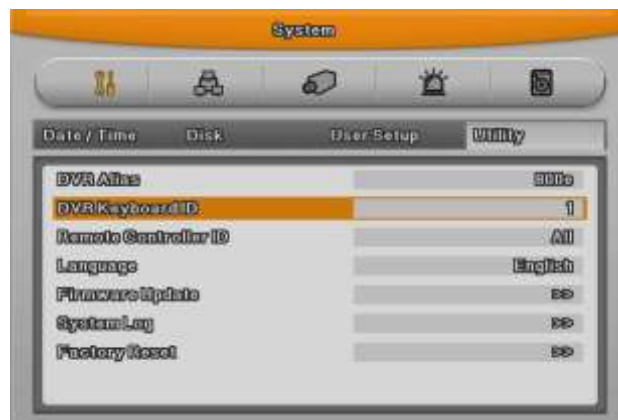 System
Date / Time Disk User Setup Utility
DVR Alias
DVR Keyboard ID 1
Remote Controller ID All
Language English
Firmware Update >>
System Log >>
Factory Reset >>